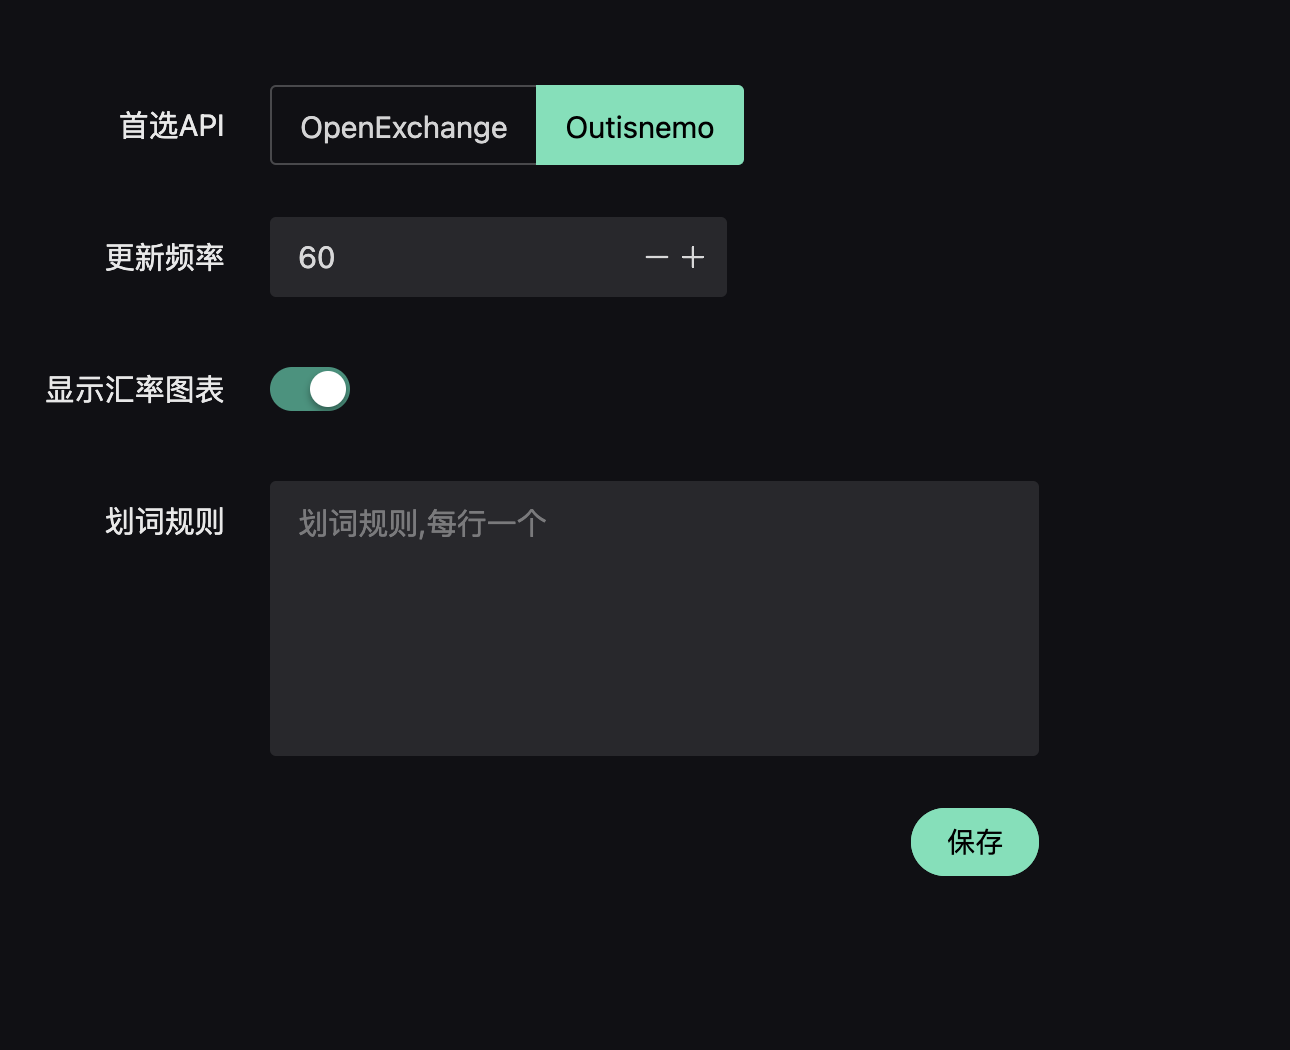 首选API
OpenExchange
Outisnemo
更新频率
60
显示汇率图表
划词规则
划词规则,每行一个
保存